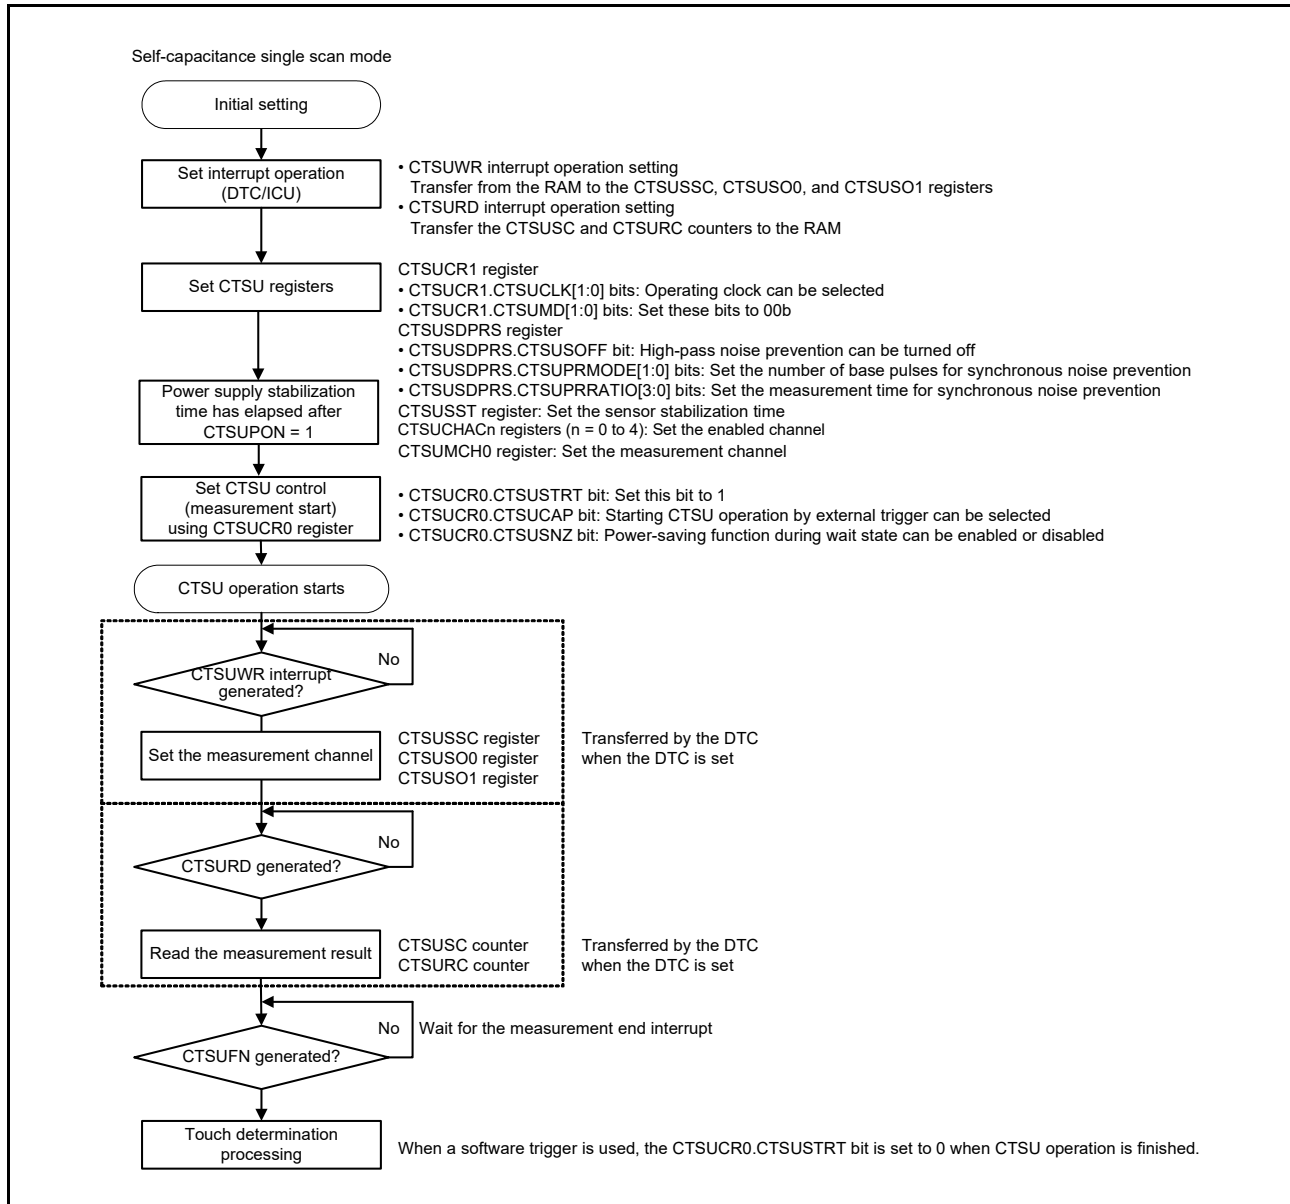 Self-capacitance single scan mode
Initial setting
Set interrupt operation
(DTC/ICU)
• CTSUWR interrupt operation setting
Transfer from the RAM to the CTSUSSC, CTSUSO0, and CTSUSO1 registers
• CTSURD interrupt operation setting
Transfer the CTSUSC and CTSURC counters to the RAM
Set CTSU registers
CTSUCR1 register
• CTSUCR1.CTSUCLK[1:0] bits: Operating clock can be selected
• CTSUCR1.CTSUMD[1:0] bits: Set these bits to 00b
CTSUSDPRS register
• CTSUSDPRS.CTSUSOFF bit: High-pass noise prevention can be turned off
• CTSUSDPRS.CTSUPRMODE[1:0] bits: Set the number of base pulses for synchronous noise prevention
• CTSUSDPRS.CTSUPRRATIO[3:0] bits: Set the measurement time for synchronous noise prevention
CTSUSST register: Set the sensor stabilization time
CTSUCHACn registers (n = 0 to 4): Set the enabled channel
CTSUMCH0 register: Set the measurement channel
Power supply stabilization
time has elapsed after
CTSUPON = 1
Set CTSU control
(measurement start)
using CTSUCR0 register
• CTSUCR0.CTSUSTRT bit: Set this bit to 1
• CTSUCR0.CTSUCAP bit: Starting CTSU operation by external trigger can be selected
• CTSUCR0.CTSUSNZ bit: Power-saving function during wait state can be enabled or disabled
CTSU operation starts
CTSUWR interrupt
generated?
No
Set the measurement channel
CTSUSSC register
CTSUSO0 register
CTSUSO1 register
Transferred by the DTC
when the DTC is set
CTSURD generated?
No
Read the measurement result
CTSUSC counter
CTSURC counter
Transferred by the DTC
when the DTC is set
No
Wait for the measurement end interrupt
CTSUFN generated?
Touch determination
processing
When a software trigger is used, the CTSUCR0.CTSUSTRT bit is set to 0 when CTSU operation is finished.